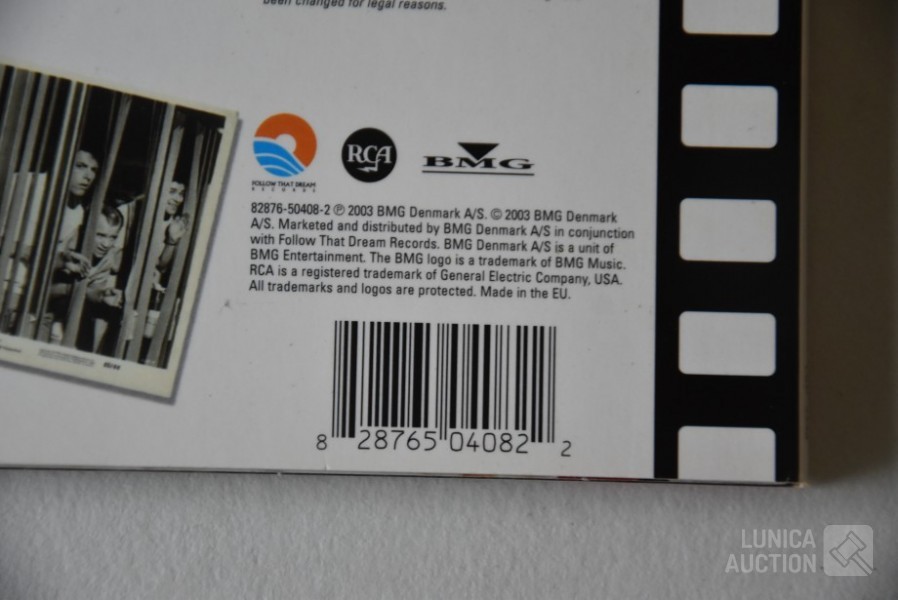 been changed for legal reasons.
FOLLOW THAT DREAM
RECORDS
RCA
BMG
82876-50408-2 ℗ 2003 BMG Denmark A/S. © 2003 BMG Denmark
A/S. Marketed and distributed by BMG Denmark A/S in conjunction
with Follow That Dream Records. BMG Denmark A/S is a unit of
BMG Entertainment. The BMG logo is a trademark of BMG Music.
RCA is a registered trademark of General Electric Company, USA.
All trademarks and logos are protected. Made in the EU.
8 28765 04082 2
LUNICA
AUCTION